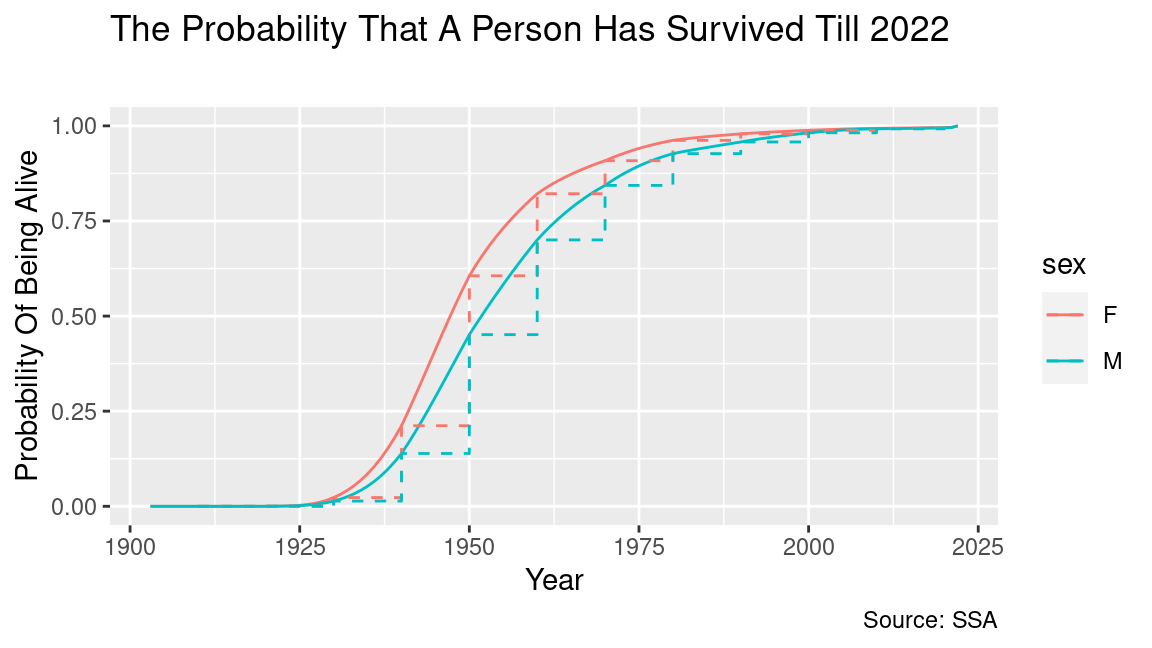 The Probability That A Person Has Survived Till 2022
Probability Of Being Alive
1.00
0.75
0.50
0.25
0.00
1900 1925 1950 1975 2000 2025
Year
sex
F
M
Source: SSA